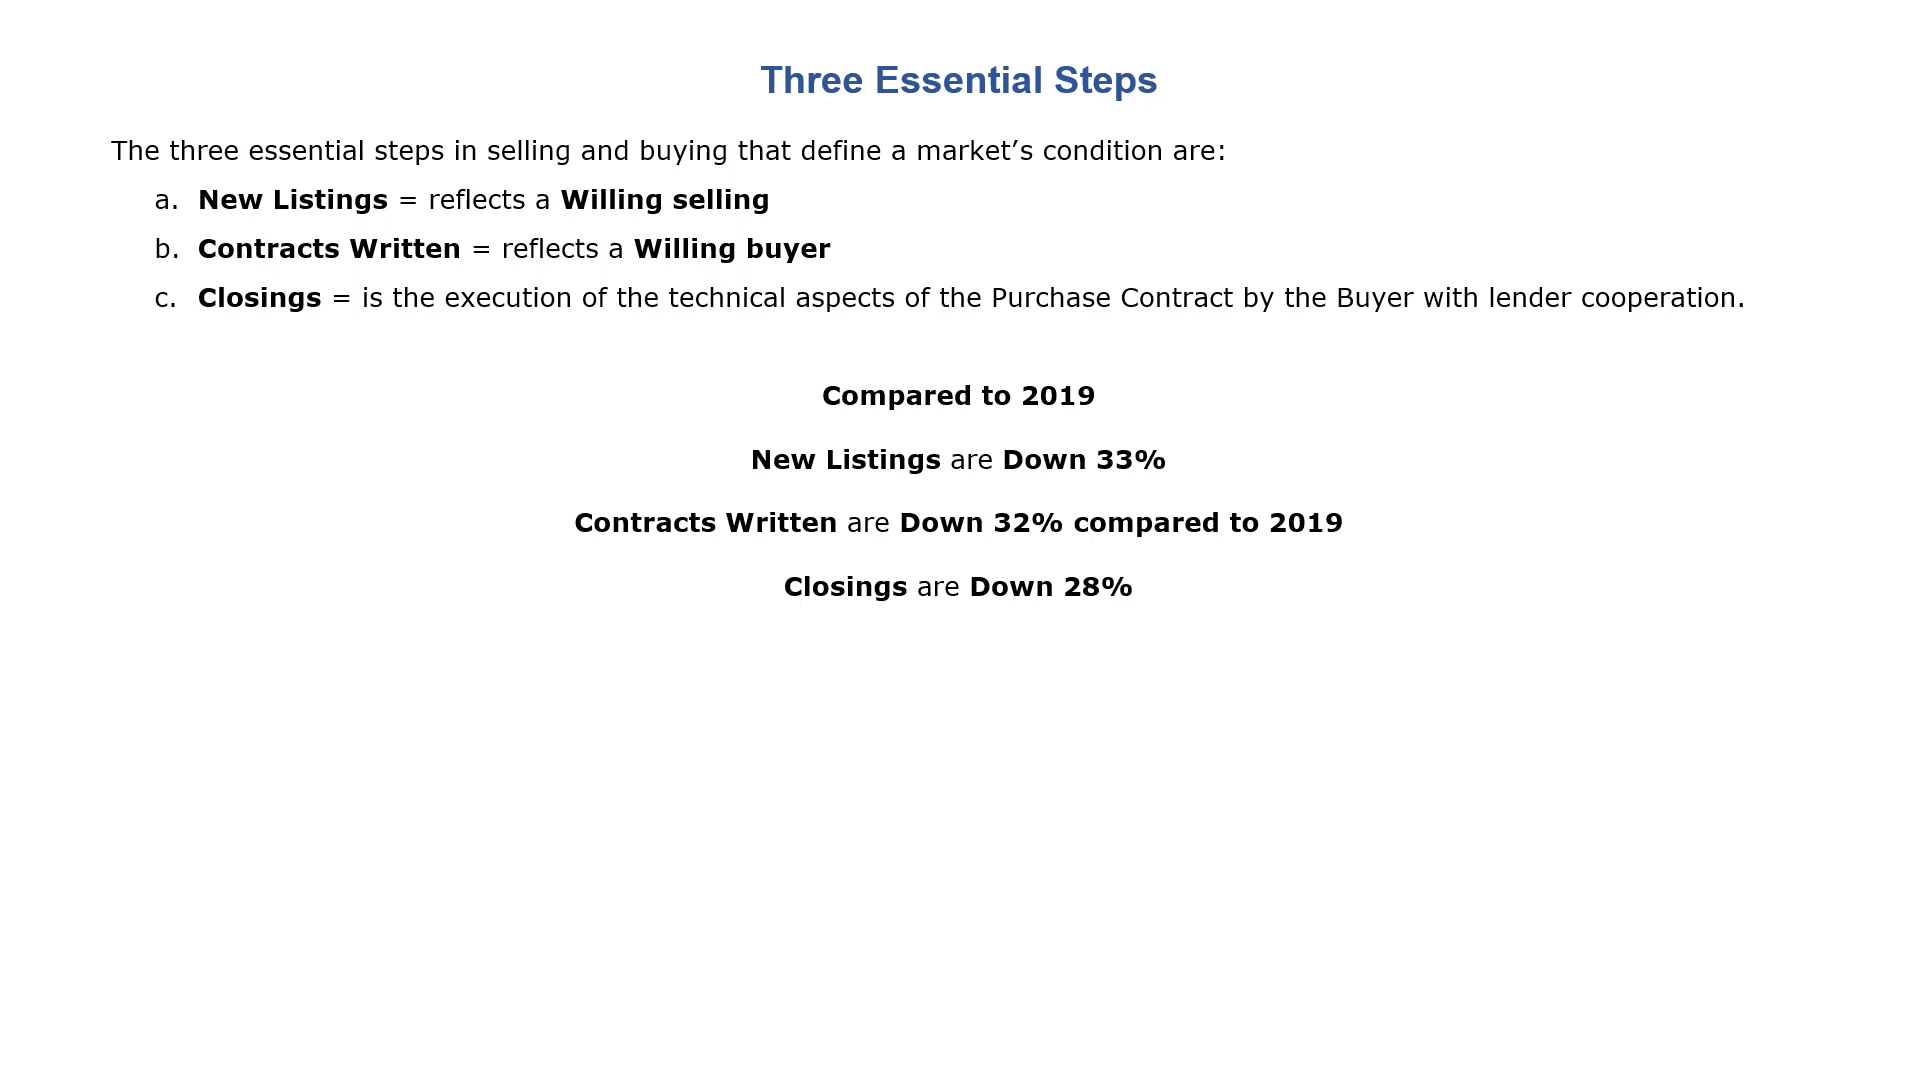 Three Essential Steps
The three essential steps in selling and buying that define a market’s condition are:
a. New Listings = reflects a Willing selling
b. Contracts Written = reflects a Willing buyer
c. Closings = is the execution of the technical aspects of the Purchase Contract by the Buyer with lender cooperation.
Compared to 2019
New Listings are Down 33%
Contracts Written are Down 32% compared to 2019
Closings are Down 28%